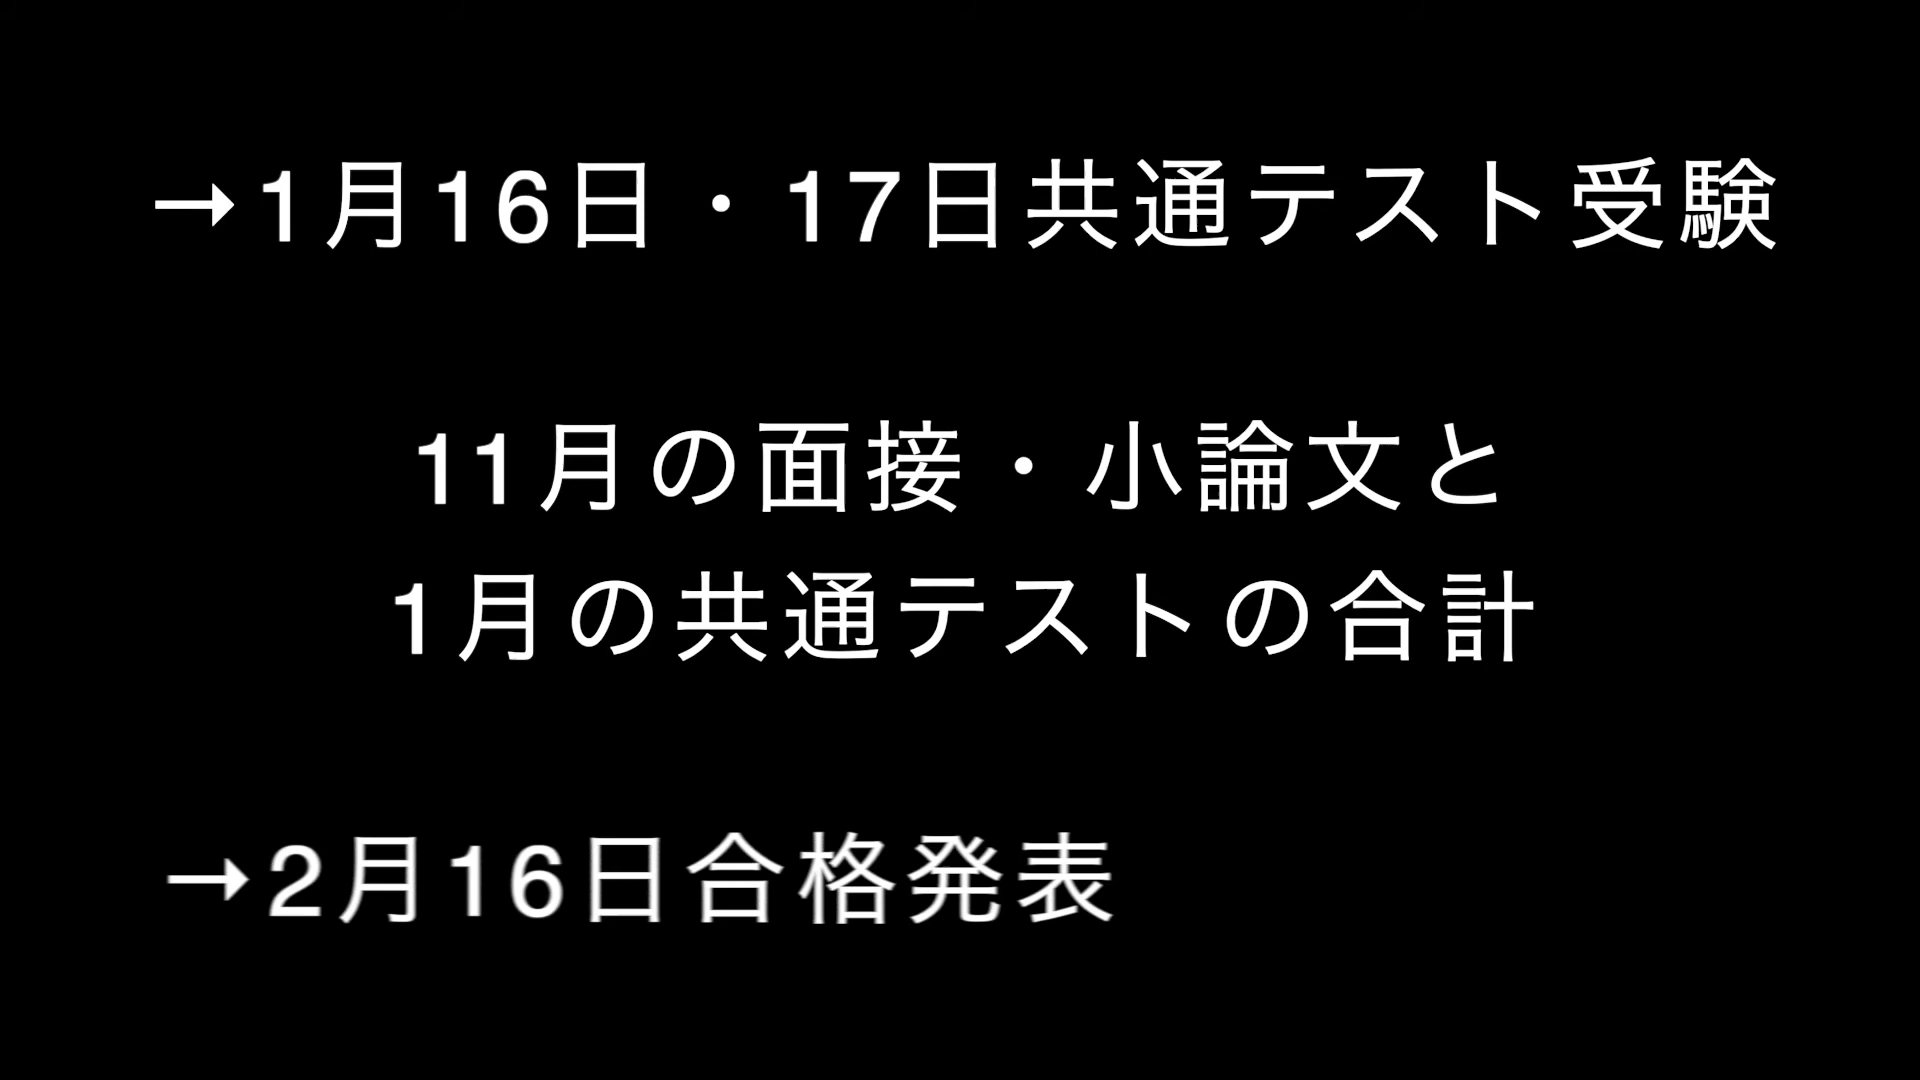 →1月16日・17日共通テスト受験
11月の面接・小論文と
1月の共通テストの合計
→2月16日合格発表